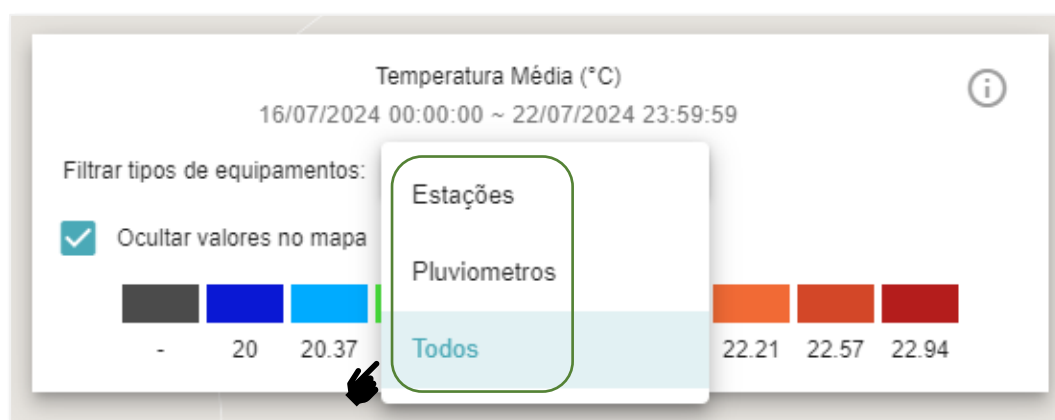 Temperatura Média (°C)
16/07/2024 00:00:00 ~ 22/07/2024 23:59:59
Filtrar tipos de equipamentos:
Estações
Ocultar valores no mapa
Pluviometros
Todos
- 20 20.37 22.21 22.57 22.94